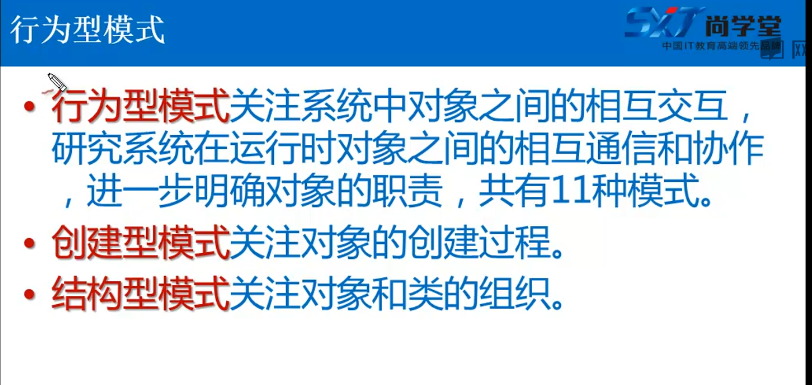 行为型模式
SXT 尚学堂
中国IT教育高端领先品牌
• 行为型模式关注系统中对象之间的相互交互，
研究系统在运行时对象之间的相互通信和协作
，进一步明确对象的职责，共有11种模式。
• 创建型模式关注对象的创建过程。
• 结构型模式关注对象和类的组织。